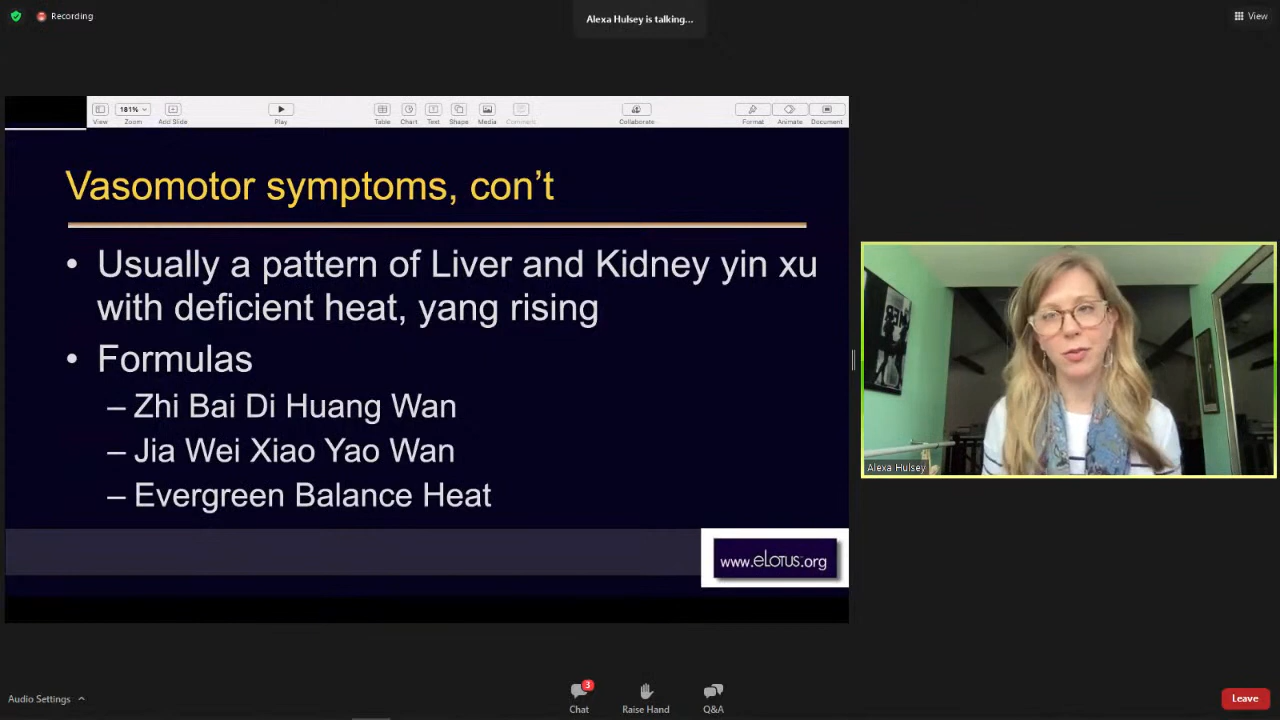 Recording
Alexa Hulsey is talking...
View
181%
View
Zoom
Add Slide
Play
Table
Chart
Text
Shape
Media
Comment
Collaborate
Format
Animate
Document
Vasomotor symptoms, con't
• Usually a pattern of Liver and Kidney yin xu
with deficient heat, yang rising
• Formulas
– Zhi Bai Di Huang Wan
– Jia Wei Xiao Yao Wan
– Evergreen Balance Heat
www.eLotus.org
Alexa Hulsey
Audio Settings
3
Chat
Raise Hand
Q&A
Leave